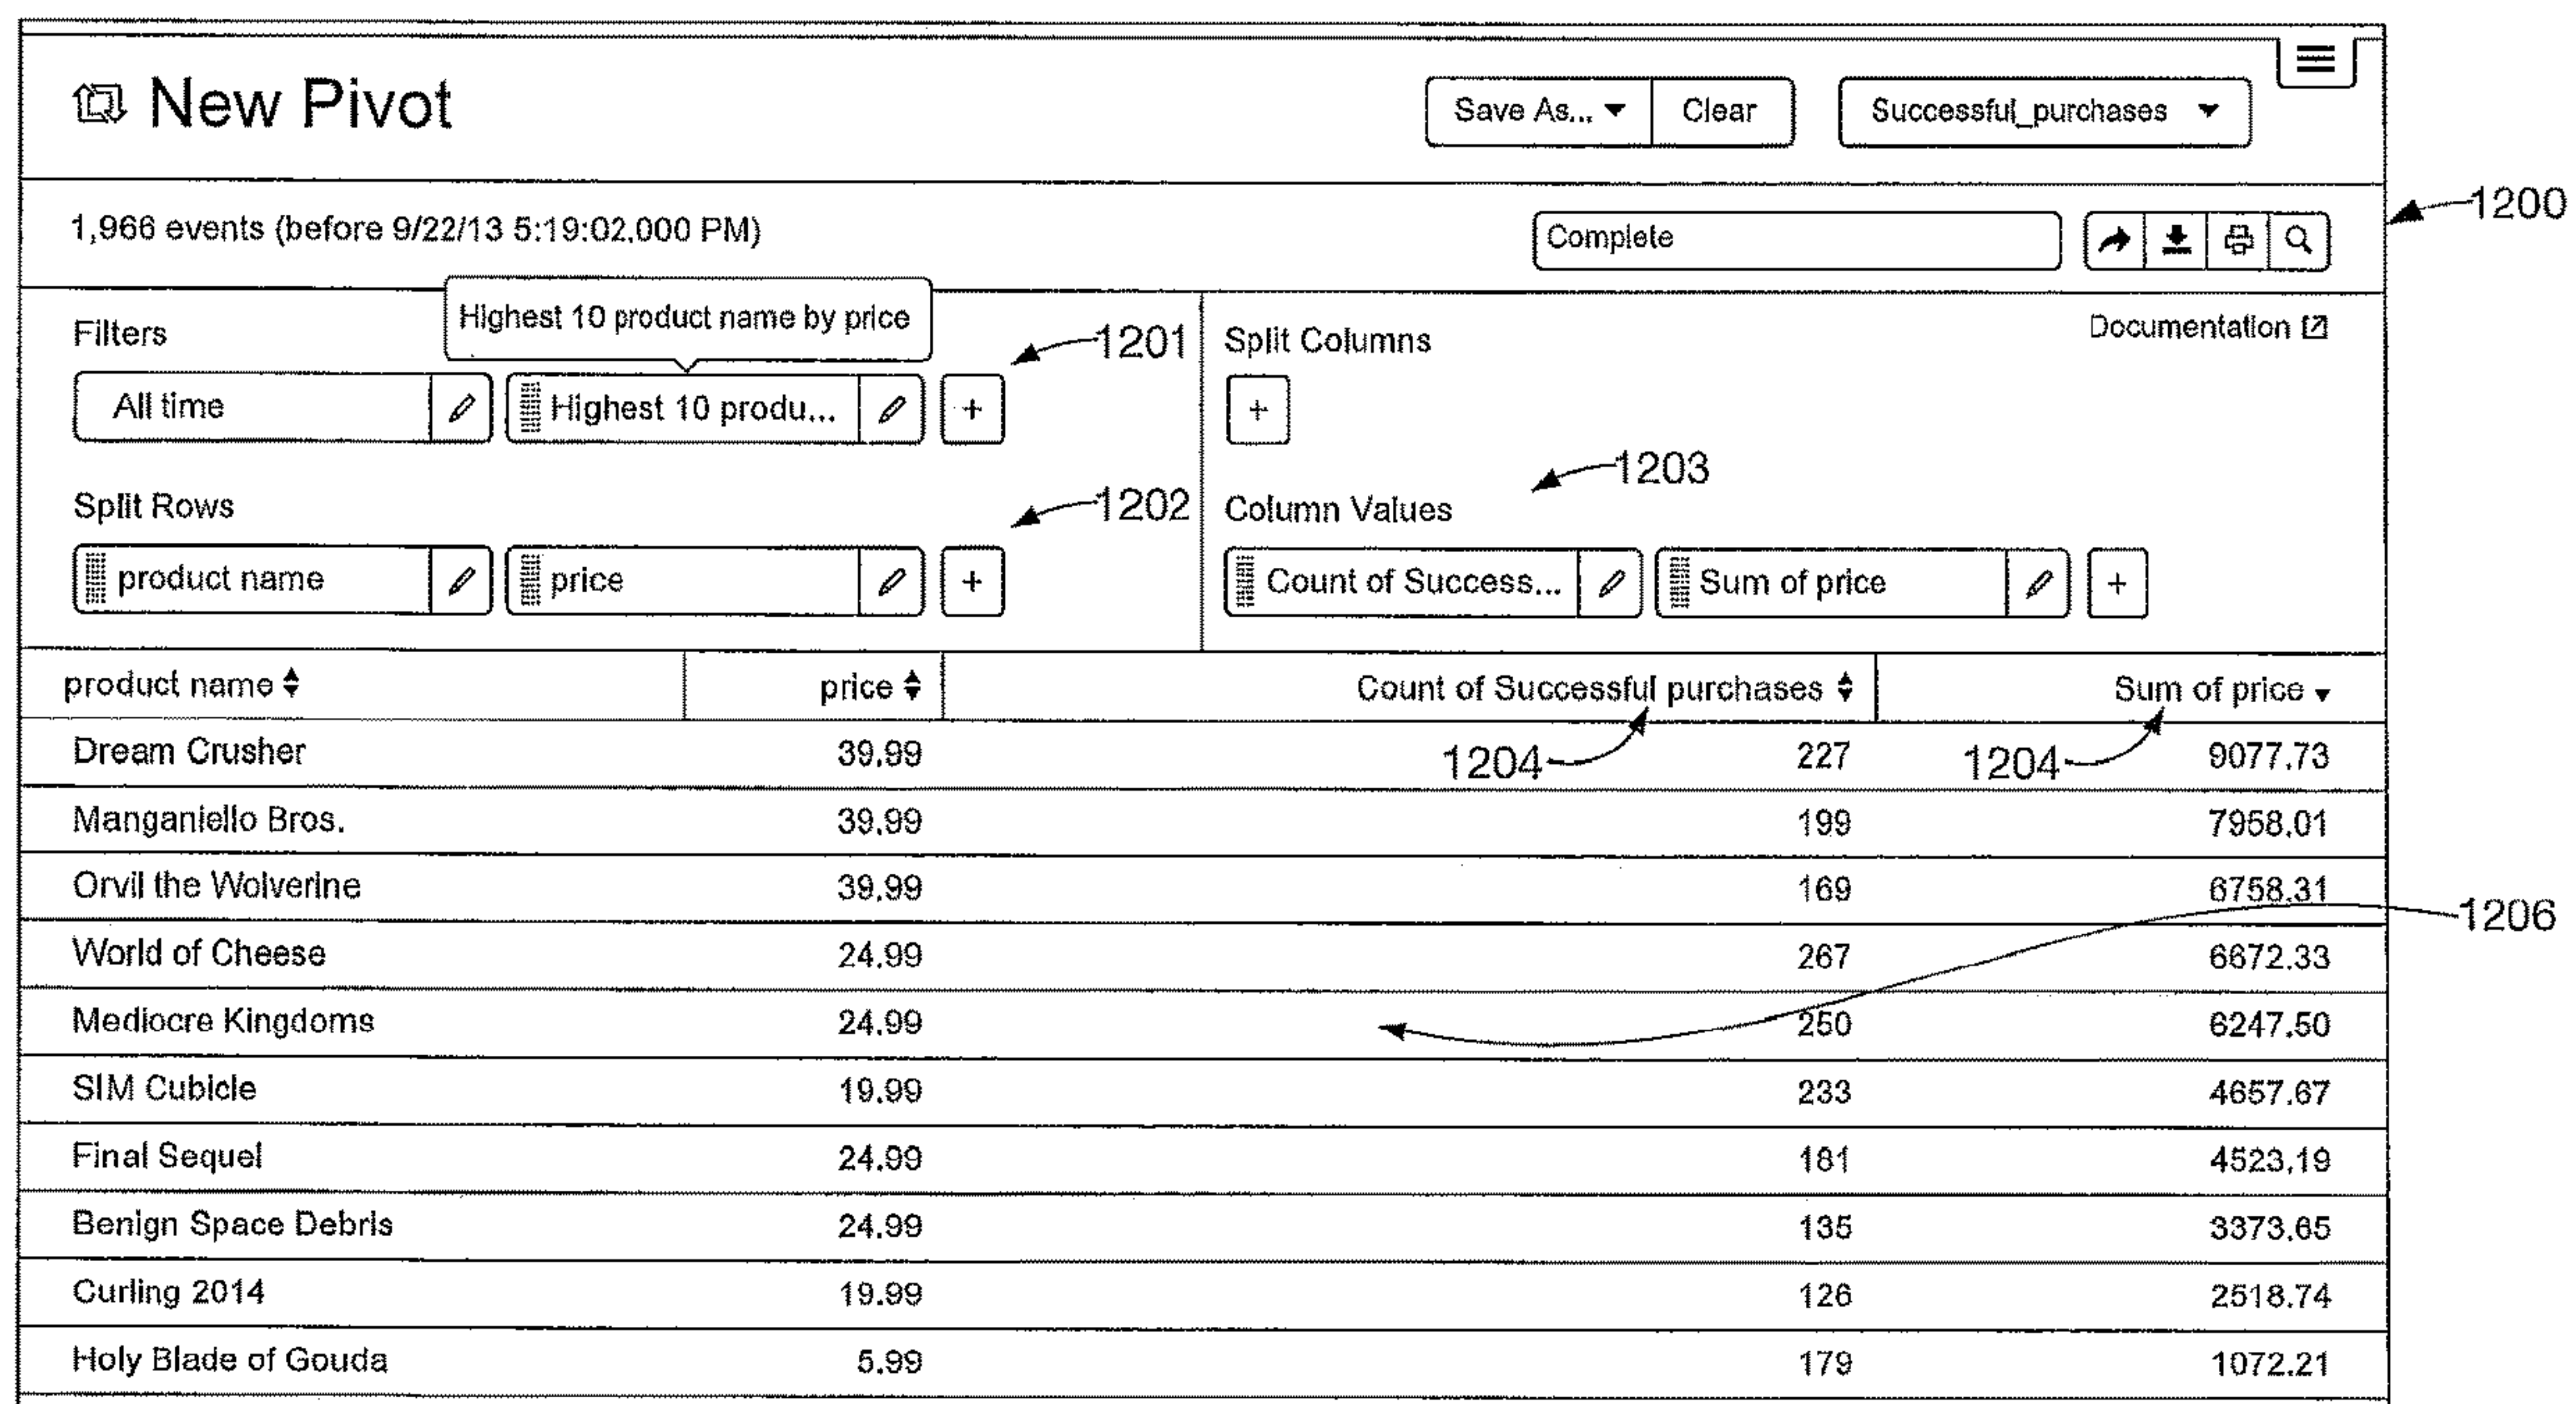 New Pivot
Save As... Clear Successful_purchases
1,966 events (before 9/22/13 5:19:02.000 PM)
Complete
1200
Highest 10 product name by price
Filters
1201
Split Columns
Documentation
All time
Highest 10 produ...
+
+
Split Rows
1202
1203
Column Values
product name
price
+
Count of Success...
Sum of price
+
product name price Count of Successful purchases Sum of price
Dream Crusher 39.99 1204 227 1204 9077.73
Manganiello Bros. 39.99 199 7958.01
Orvil the Wolverine 39.99 169 6758.31
1206
World of Cheese 24.99 267 6672.33
Mediocre Kingdoms 24.99 250 6247.50
SIM Cubicle 19.99 233 4657.67
Final Sequel 24.99 181 4523.19
Benign Space Debris 24.99 135 3373.65
Curling 2014 19.99 126 2518.74
Holy Blade of Gouda 5.99 179 1072.21